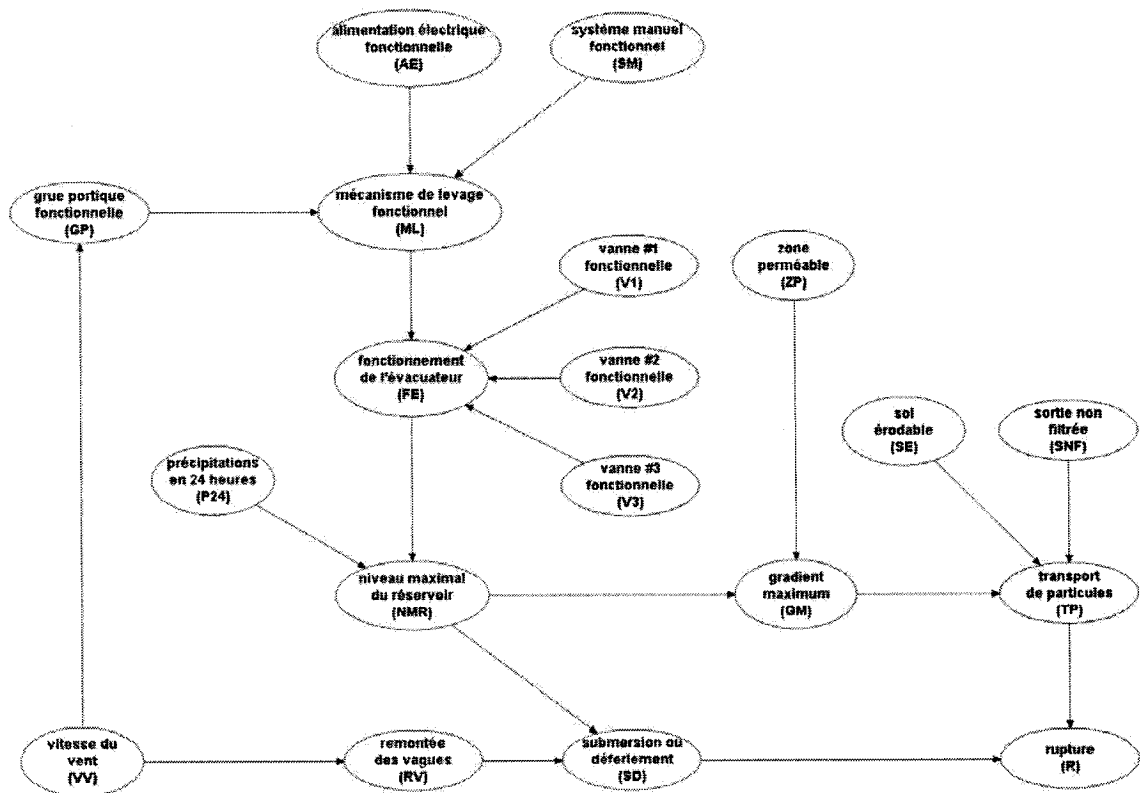 alimentation électrique
fonctionnelle
(AE)
système manuel
fonctionnel
(SM)
grue portique
fonctionnelle
(GP)
mécanisme de levage
fonctionnel
(ML)
vanne #1
fonctionnelle
(V1)
zone
perméable
(ZP)
fonctionnement
de l'évacuateur
(FE)
vanne #2
fonctionnelle
(V2)
sol
érodable
(SE)
sortie non
filtrée
(SNF)
précipitations
en 24 heures
(P24)
vanne #3
fonctionnelle
(V3)
niveau maximal
du réservoir
(NMR)
gradient
maximum
(GM)
transport
de particules
(TP)
vitesse du
vent
(VV)
remontée
des vagues
(RV)
submersion ou
déferlement
(SD)
rupture
(R)